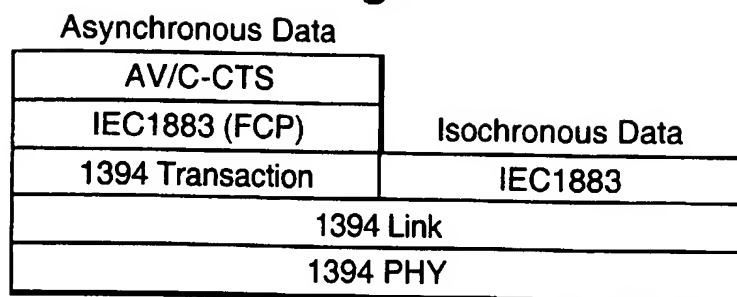 Asynchronous Data
AV/C-CTS
IEC1883 (FCP)
Isochronous Data
1394 Transaction
IEC1883
1394 Link
1394 PHY